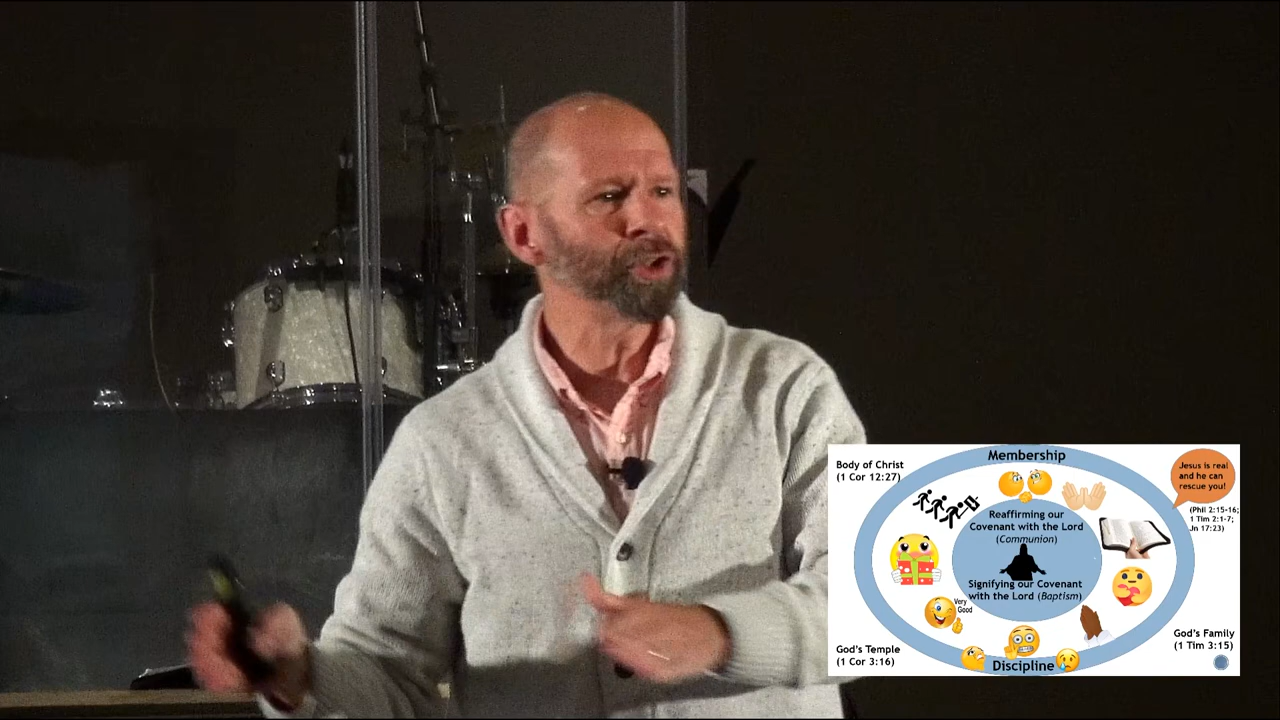 Membership
Body of Christ
(1 Cor 12:27)
Jesus is real
and he can
rescue you!
(Phil 2:15-16;
1 Tim 2:1-7;
Jn 17:23)
Reaffirming our
Covenant with the Lord
(Communion)
Signifying our Covenant
with the Lord (Baptism)
Very
Good
God's Temple
(1 Cor 3:16)
Discipline
God's Family
(1 Tim 3:15)